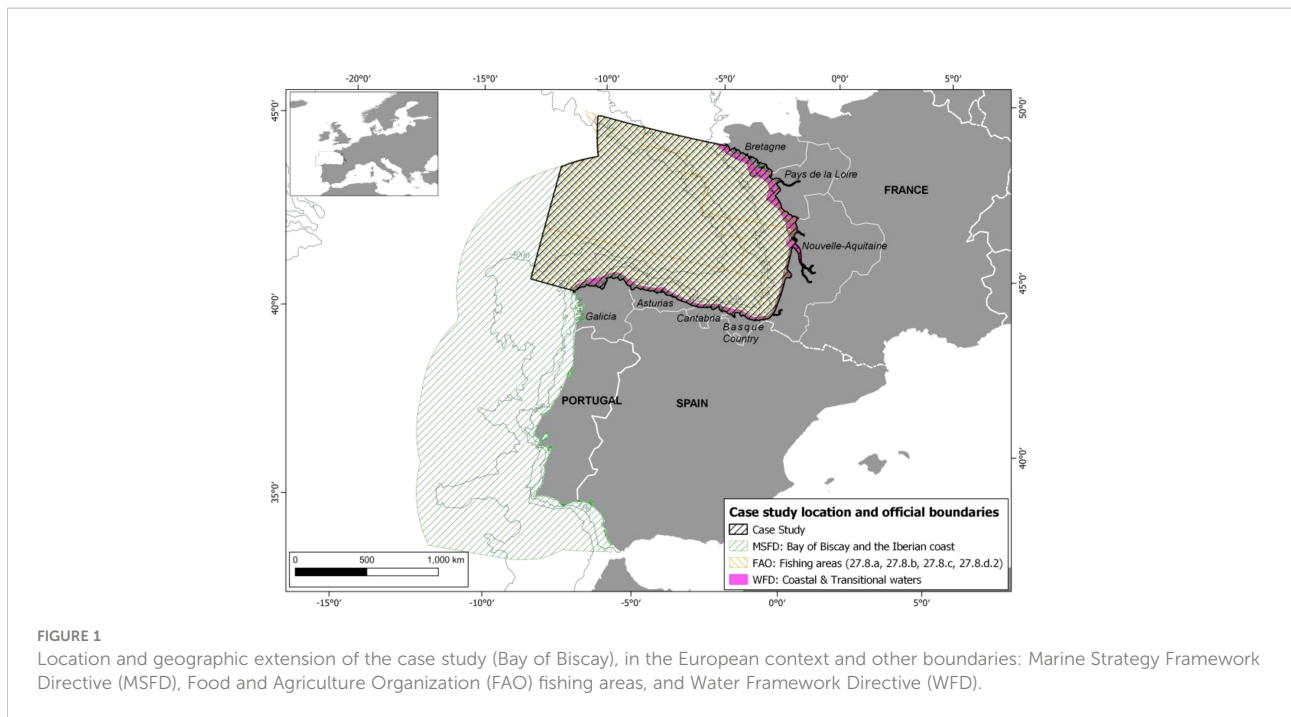 -20°0'
-15°0'
-10°0'
-5°0'
0°0'
5°0'
45°0'
50°0'
Bretagne
Pays de la Loire
FRANCE
Nouvelle-Aquitaine
-4000
40°0'
45°0'
Asturias
Galicia
Cantabria
Basque
Country
PORTUGAL
SPAIN
35°0'
40°0'
Case study location and official boundaries
Case Study
MSFD: Bay of Biscay and the Iberian coast
FAO: Fishing areas (27.8.a, 27.8.b, 27.8.c, 27.8.d.2)
WFD: Coastal & Transitional waters
0 500 1,000 km
-15°0'
-10°0'
-5°0'
0°0'
5°0'
FIGURE 1
Location and geographic extension of the case study (Bay of Biscay), in the European context and other boundaries: Marine Strategy Framework
Directive (MSFD), Food and Agriculture Organization (FAO) fishing areas, and Water Framework Directive (WFD).